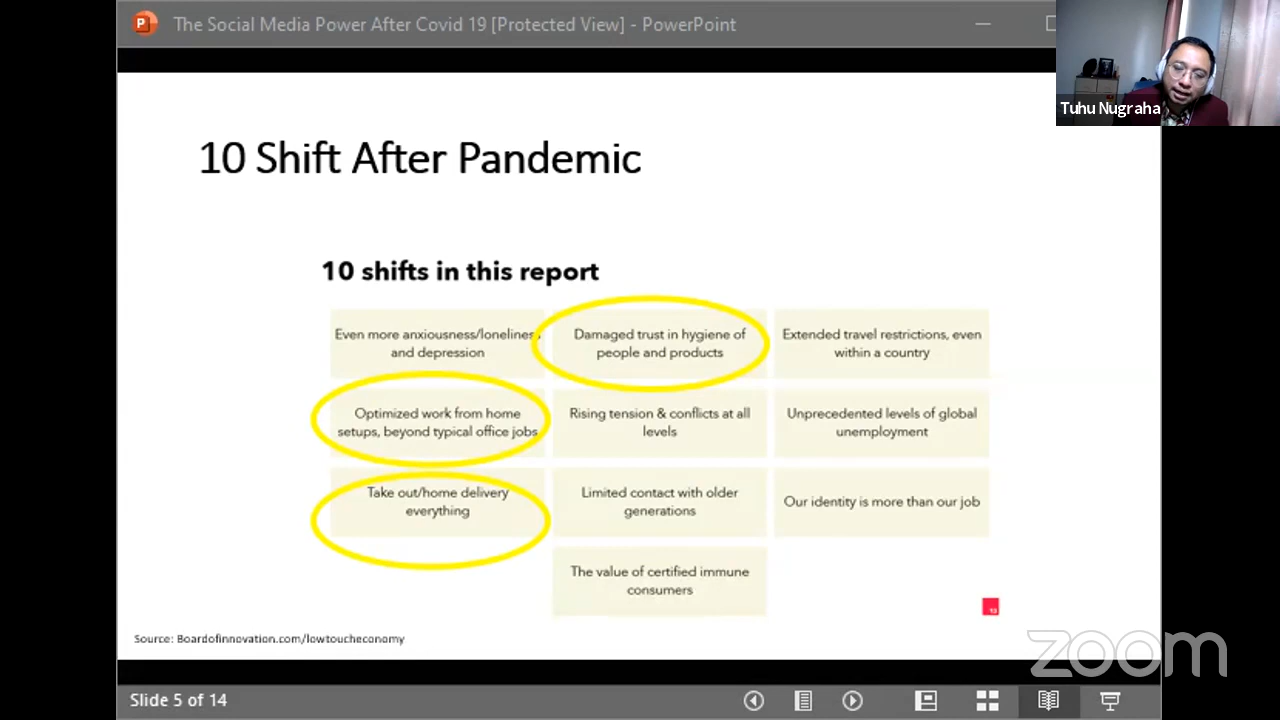 The Social Media Power After Covid 19 [Protected View] - PowerPoint
Tuhu Nugraha
10 Shift After Pandemic
10 shifts in this report
Even more anxiousness/loneliness
and depression
Damaged trust in hygiene of
people and products
Extended travel restrictions, even
within a country
Optimized work from home
setups, beyond typical office jobs
Rising tension & conflicts at all
levels
Unprecedented levels of global
unemployment
Take out/home delivery
everything
Limited contact with older
generations
Our identity is more than our job
The value of certified immune
consumers
Source: Boardofinnovation.com/lowtoucheconomy
zoom
Slide 5 of 14